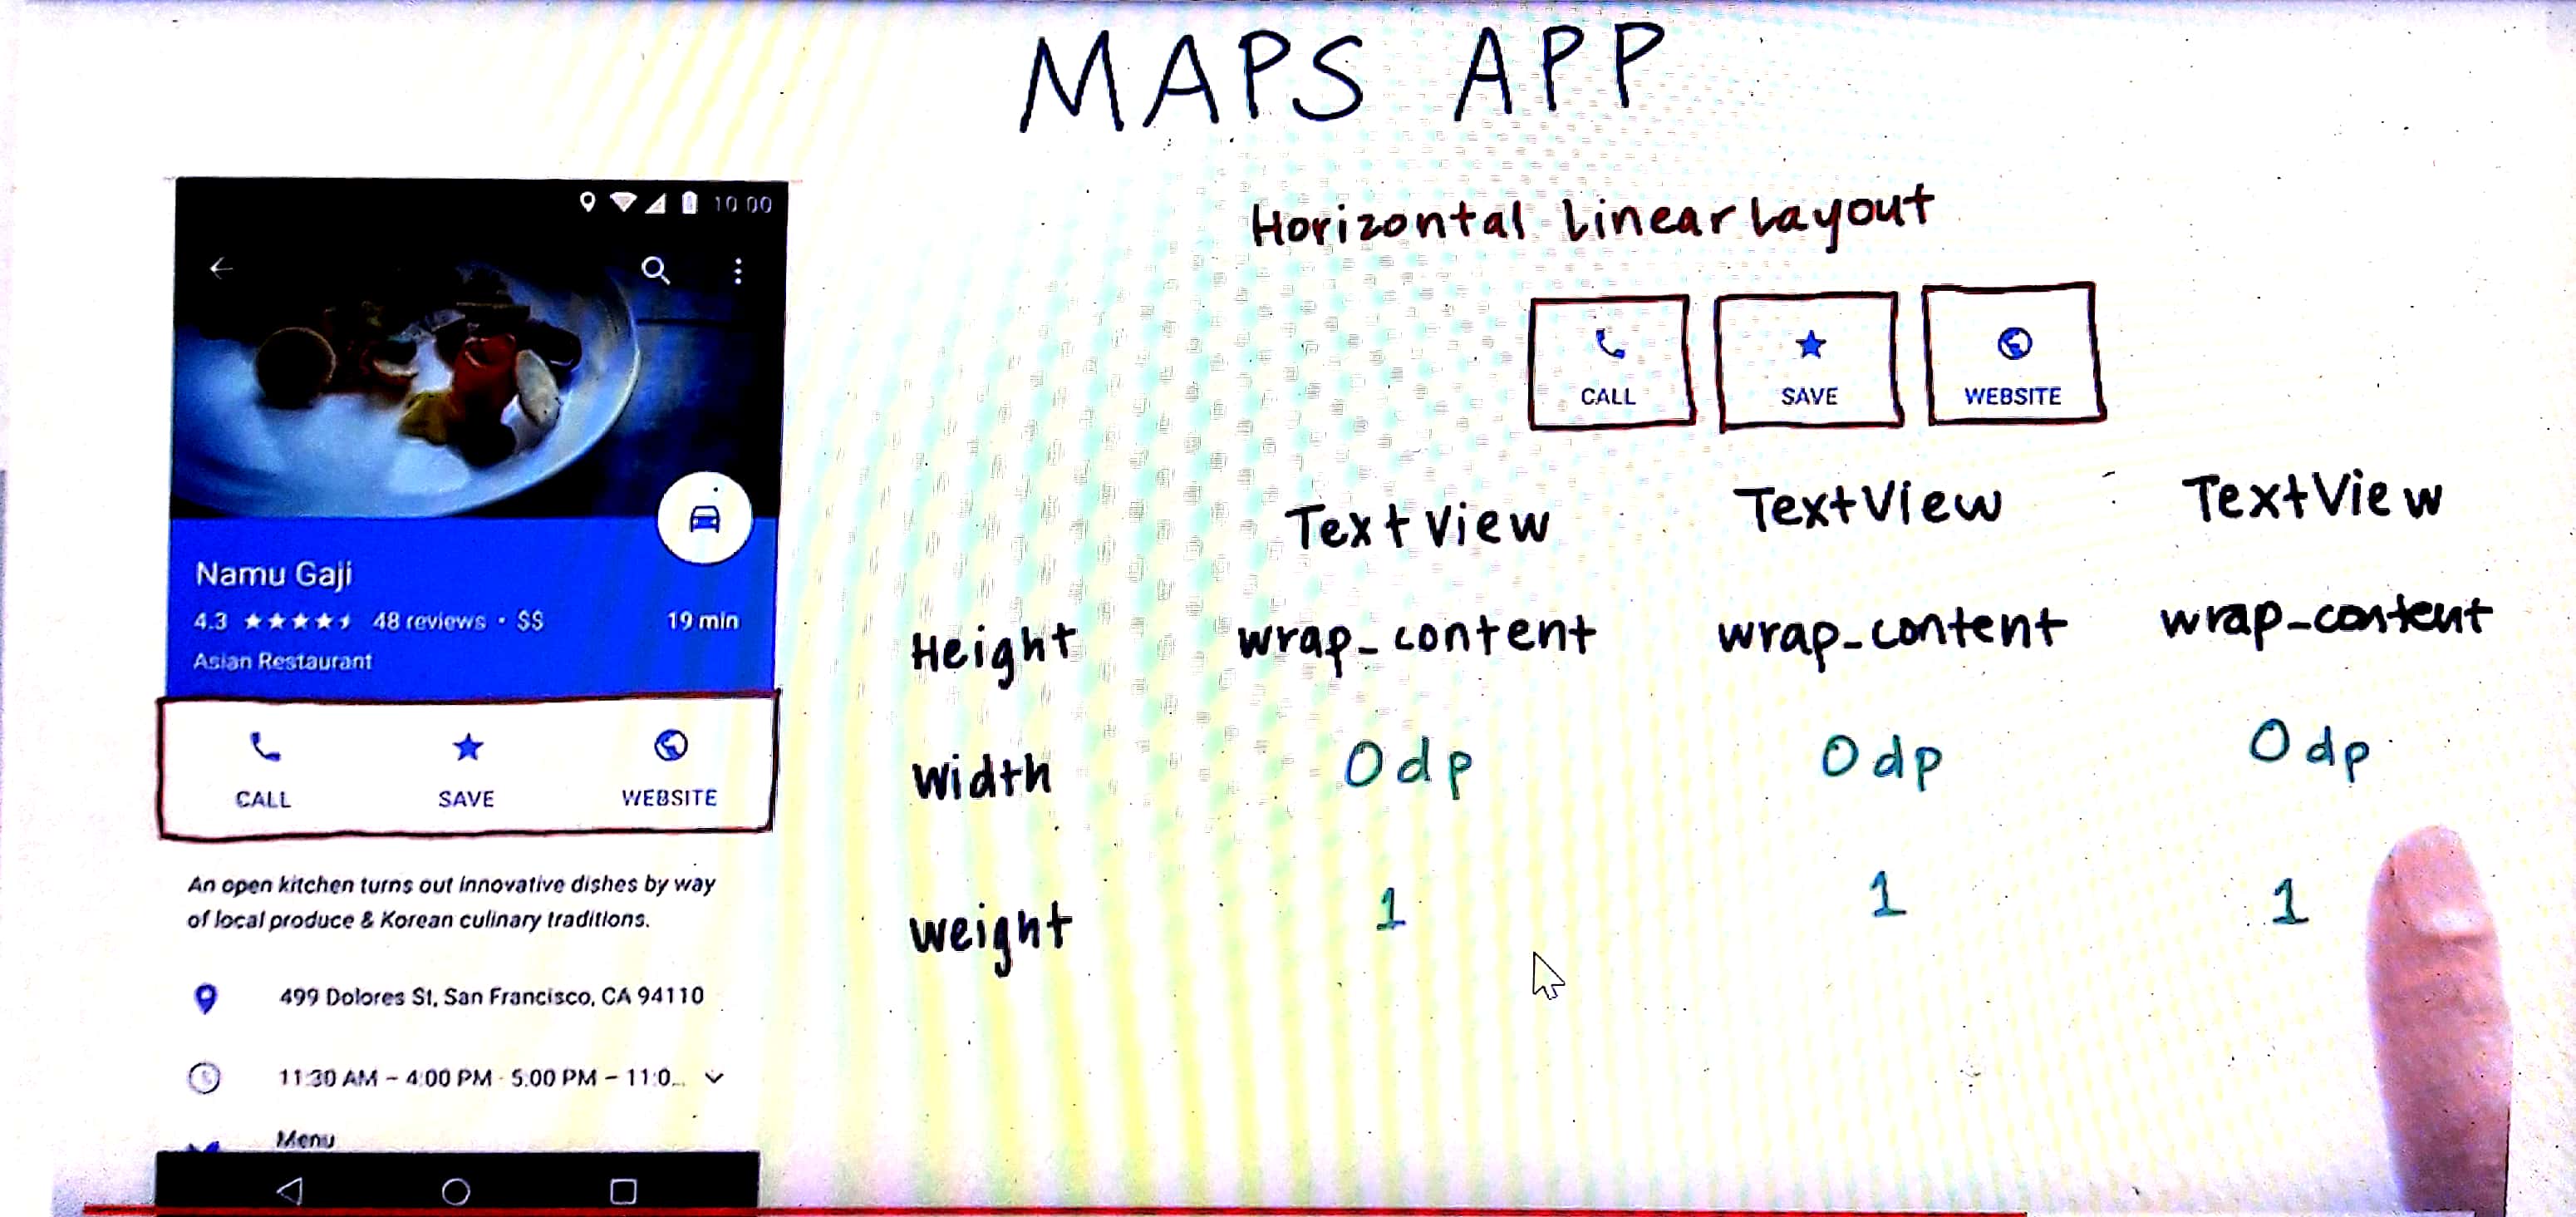 MAPS APP
10:00
Namu Gaji
4.3 48 reviews · $$ 19 min
Asian Restaurant
CALL SAVE WEBSITE
An open kitchen turns out innovative dishes by way
of local produce & Korean culinary traditions.
499 Dolores St, San Francisco, CA 94110
11:30 AM – 4:00 PM · 5:00 PM – 11:0...
Menu
Horizontal Linear Layout
CALL SAVE WEBSITE
TextView TextView TextView
Height wrap_content wrap_content wrap_content
Width 0dp 0dp 0dp
Weight 1 1 1